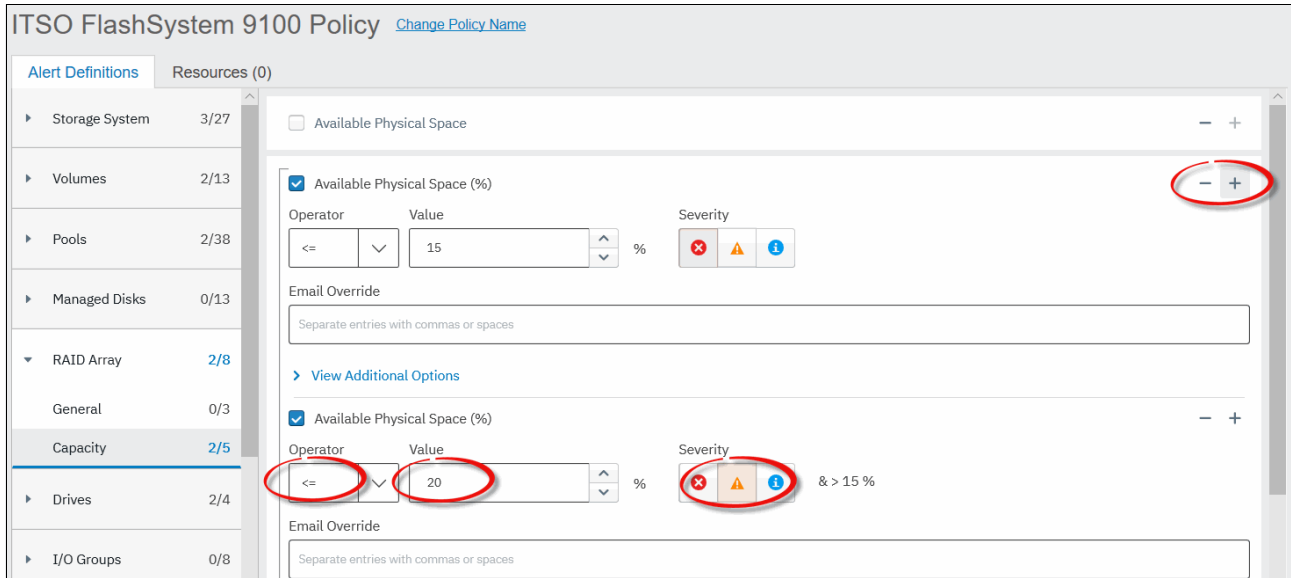 ITSO FlashSystem 9100 Policy Change Policy Name
Alert Definitions Resources (0)
Storage System 3/27
Volumes 2/13
Pools 2/38
Managed Disks 0/13
RAID Array 2/8
General 0/3
Capacity 2/5
Drives 2/4
I/O Groups 0/8
Available Physical Space
Available Physical Space (%)
Operator Value Severity
<= 15 %
Email Override
Separate entries with commas or spaces
View Additional Options
Available Physical Space (%)
Operator Value Severity
<= 20 % & > 15 %
Email Override
Separate entries with commas or spaces